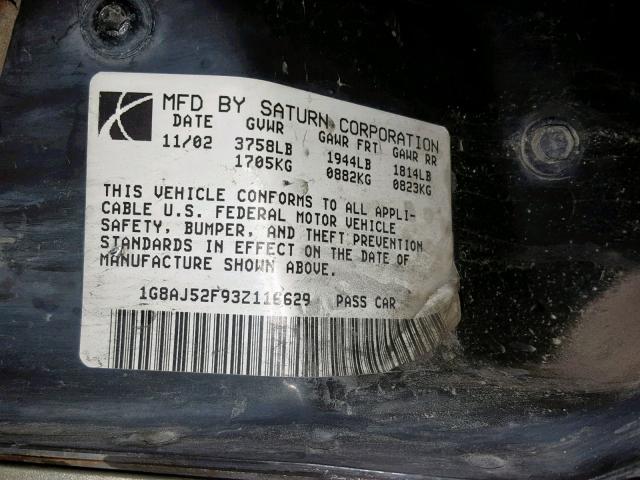 MFD BY SATURN CORPORATION
DATE GVWR GAWR FRT GAWR RR
11/02 3758LB 1944LB 1814LB
1705KG 0882KG 0823KG
THIS VEHICLE CONFORMS TO ALL APPLI-
CABLE U.S. FEDERAL MOTOR VEHICLE
SAFETY, BUMPER, AND THEFT PREVENTION
STANDARDS IN EFFECT ON THE DATE OF
MANUFACTURE SHOWN ABOVE.
1G8AJ52F93Z116629 PASS CAR